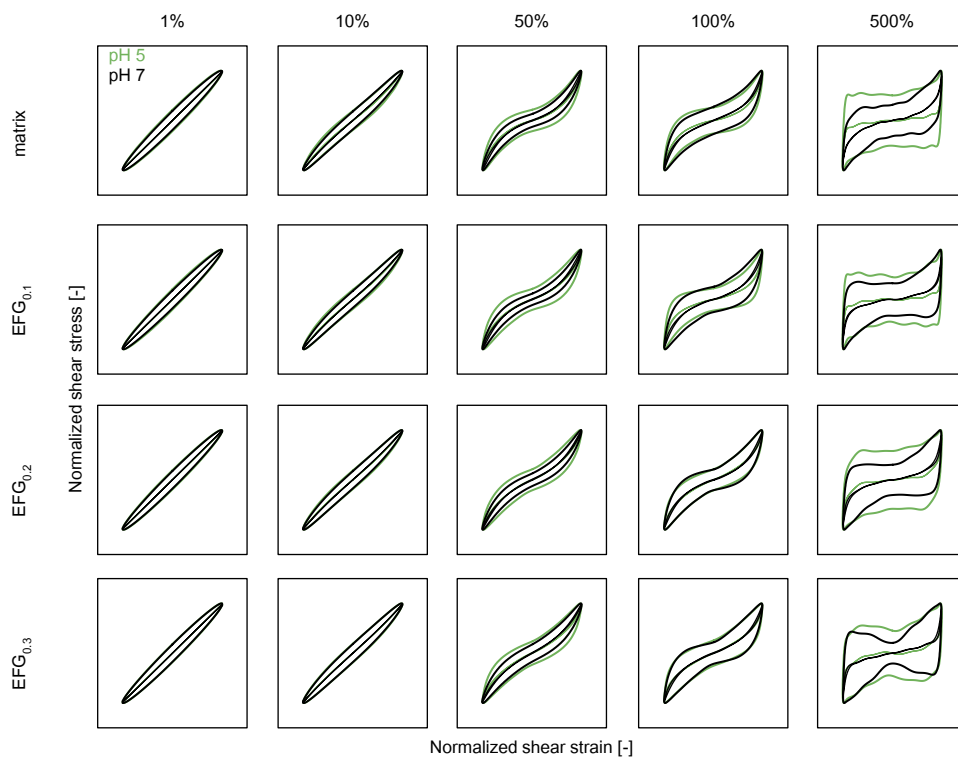 1% 10% 50% 100% 500%
pH 5
pH 7
matrix
EFG0.1
EFG0.2
EFG0.3
Normalized shear stress [-]
Normalized shear strain [-]